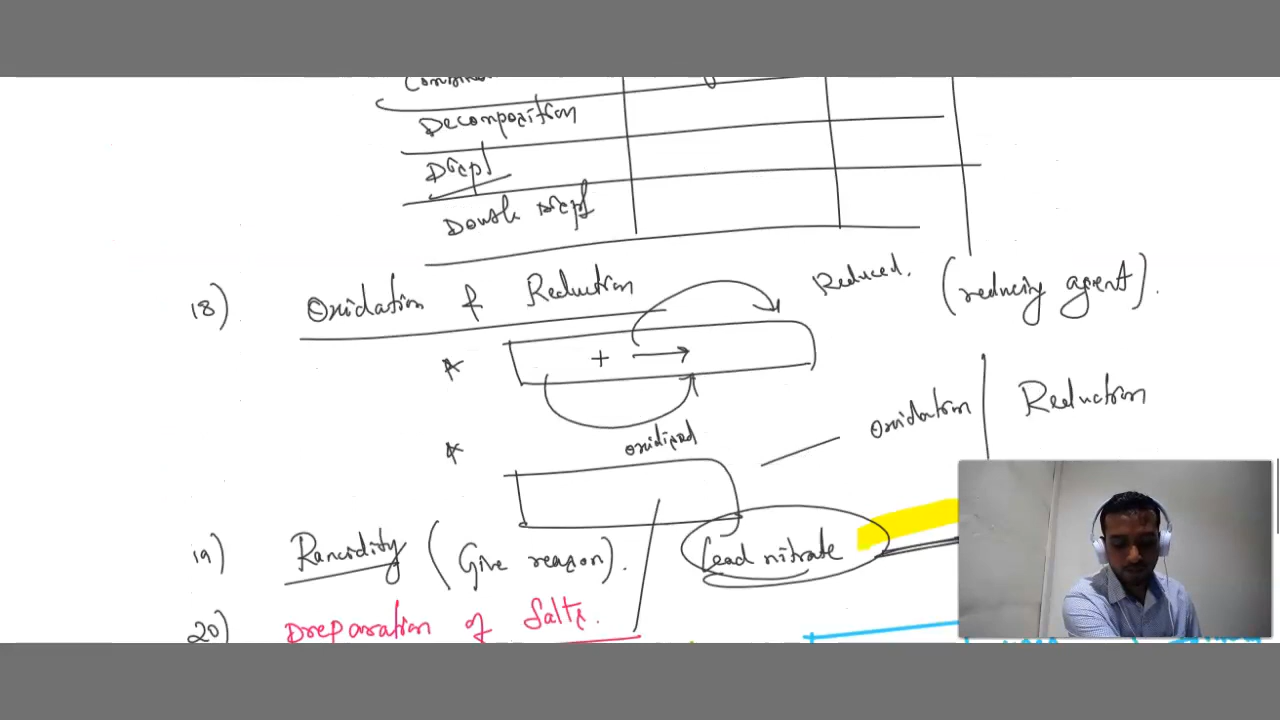 Decomposition
Displ
Double Displ
18) Oxidation & Reduction
Reduced. (reducing agent).
+ →
oxidized
Oxidation | Reduction
19) Rancidity (Give reason). Lead nitrate
20) Preparation of Salts.